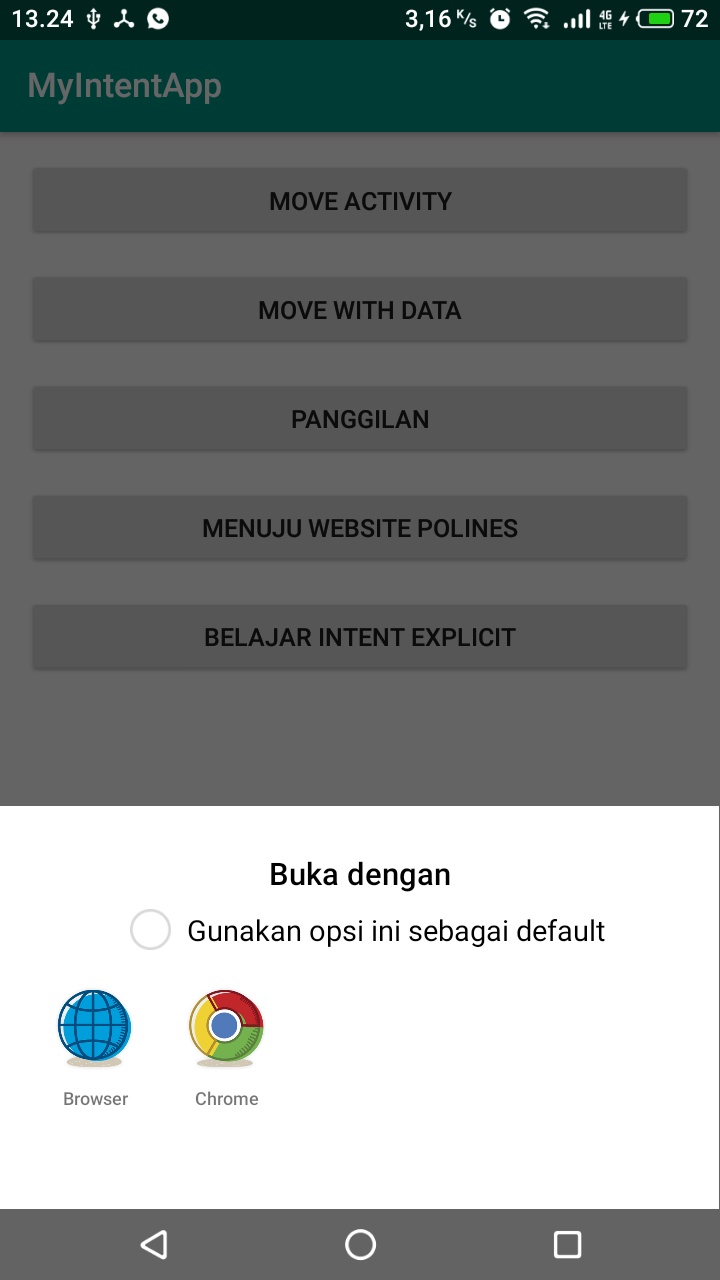 13.24 3,16 K/s 4G LTE 72
MyIntentApp
MOVE ACTIVITY
MOVE WITH DATA
PANGGILAN
MENUJU WEBSITE POLINES
BELAJAR INTENT EXPLICIT
Buka dengan
Gunakan opsi ini sebagai default
Browser Chrome